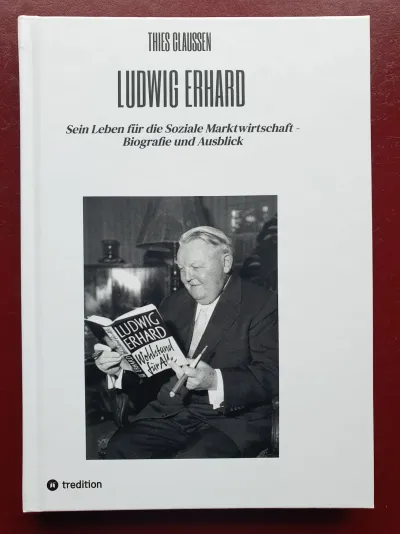 THIES CLAUSSEN
LUDWIG ERHARD
Sein Leben für die Soziale Marktwirtschaft -
Biografie und Ausblick
LUDWIG
ERHARD
Wohlstand
für Alle
tredition